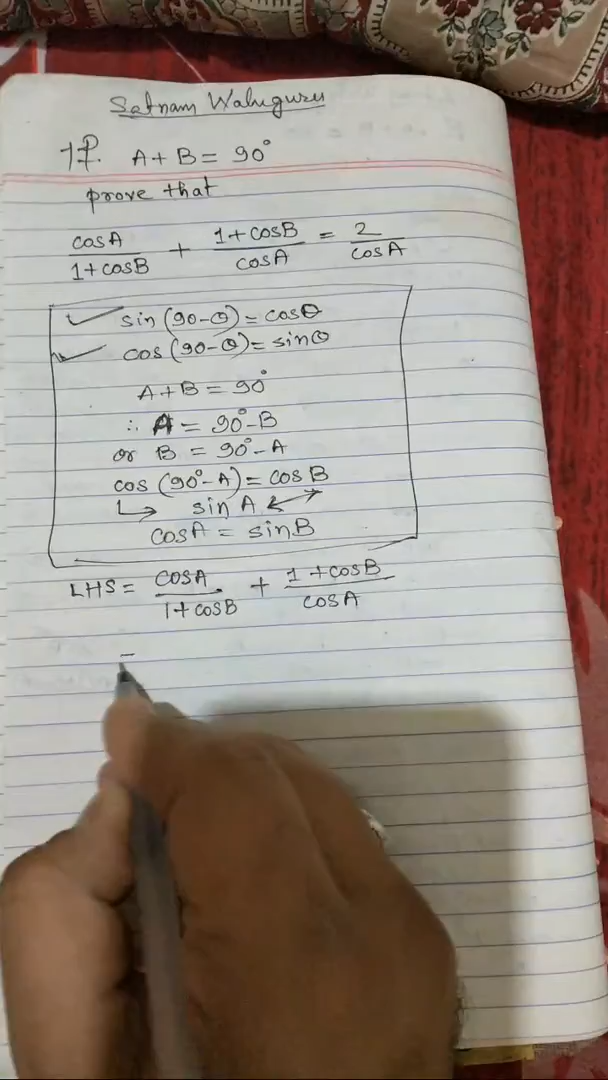 Satnam Waheguru
If. A + B = 90°
prove that
cosA / 1+cosB + 1+cosB / cosA = 2 / cosA
✓ sin (90-θ) = cosθ
✓ cos (90-θ) = sinθ
A + B = 90°
∴ A = 90°-B
or B = 90°-A
cos (90°-A) = cos B
↳ sin A ↔
cosA = sinB
LHS = cosA / 1+cosB + 1+cosB / cosA